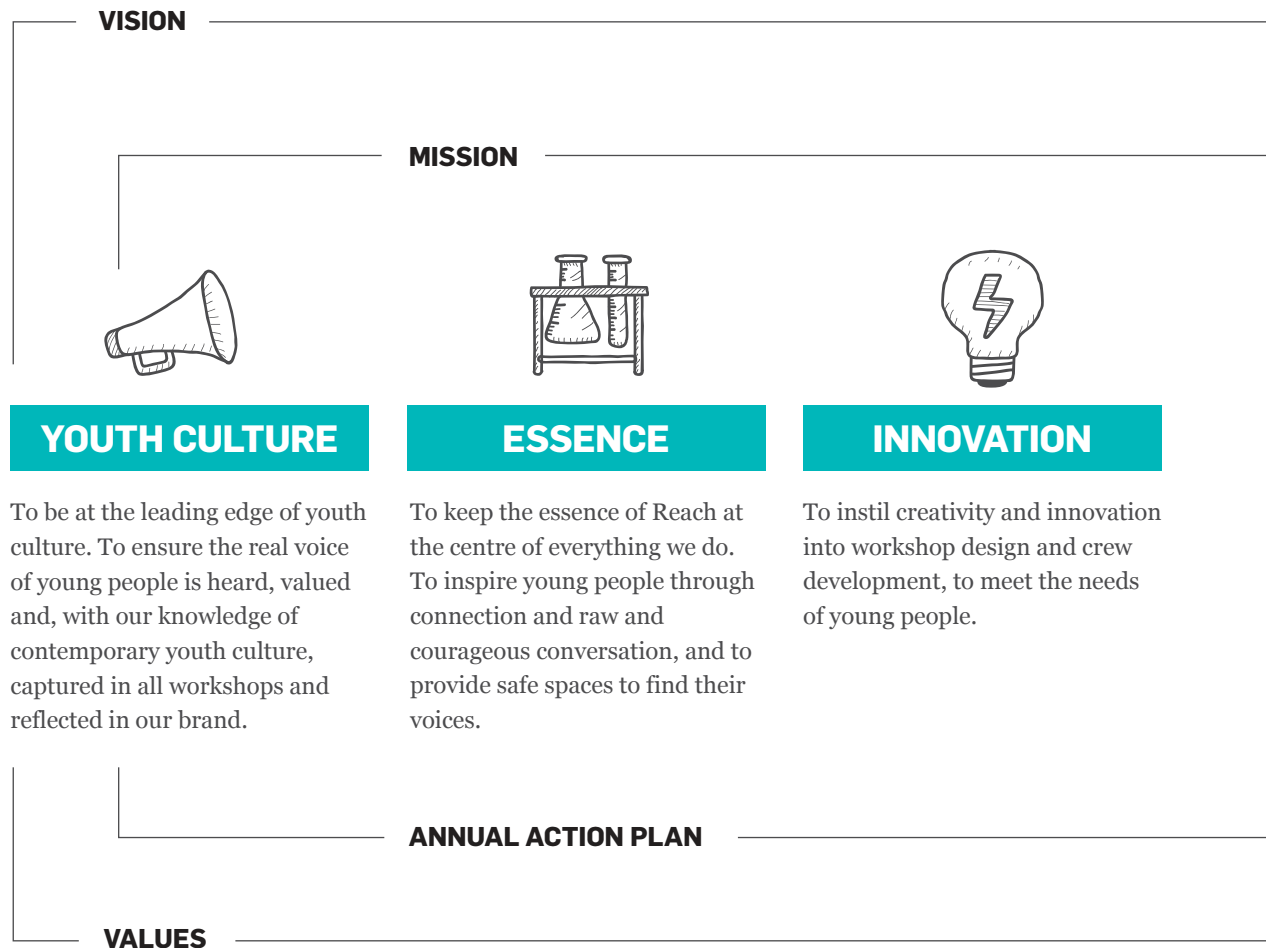 VISION
MISSION
YOUTH CULTURE
To be at the leading edge of youth
culture. To ensure the real voice
of young people is heard, valued
and, with our knowledge of
contemporary youth culture,
captured in all workshops and
reflected in our brand.
ESSENCE
To keep the essence of Reach at
the centre of everything we do.
To inspire young people through
connection and raw and
courageous conversation, and to
provide safe spaces to find their
voices.
INNOVATION
To instil creativity and innovation
into workshop design and crew
development, to meet the needs
of young people.
ANNUAL ACTION PLAN
VALUES